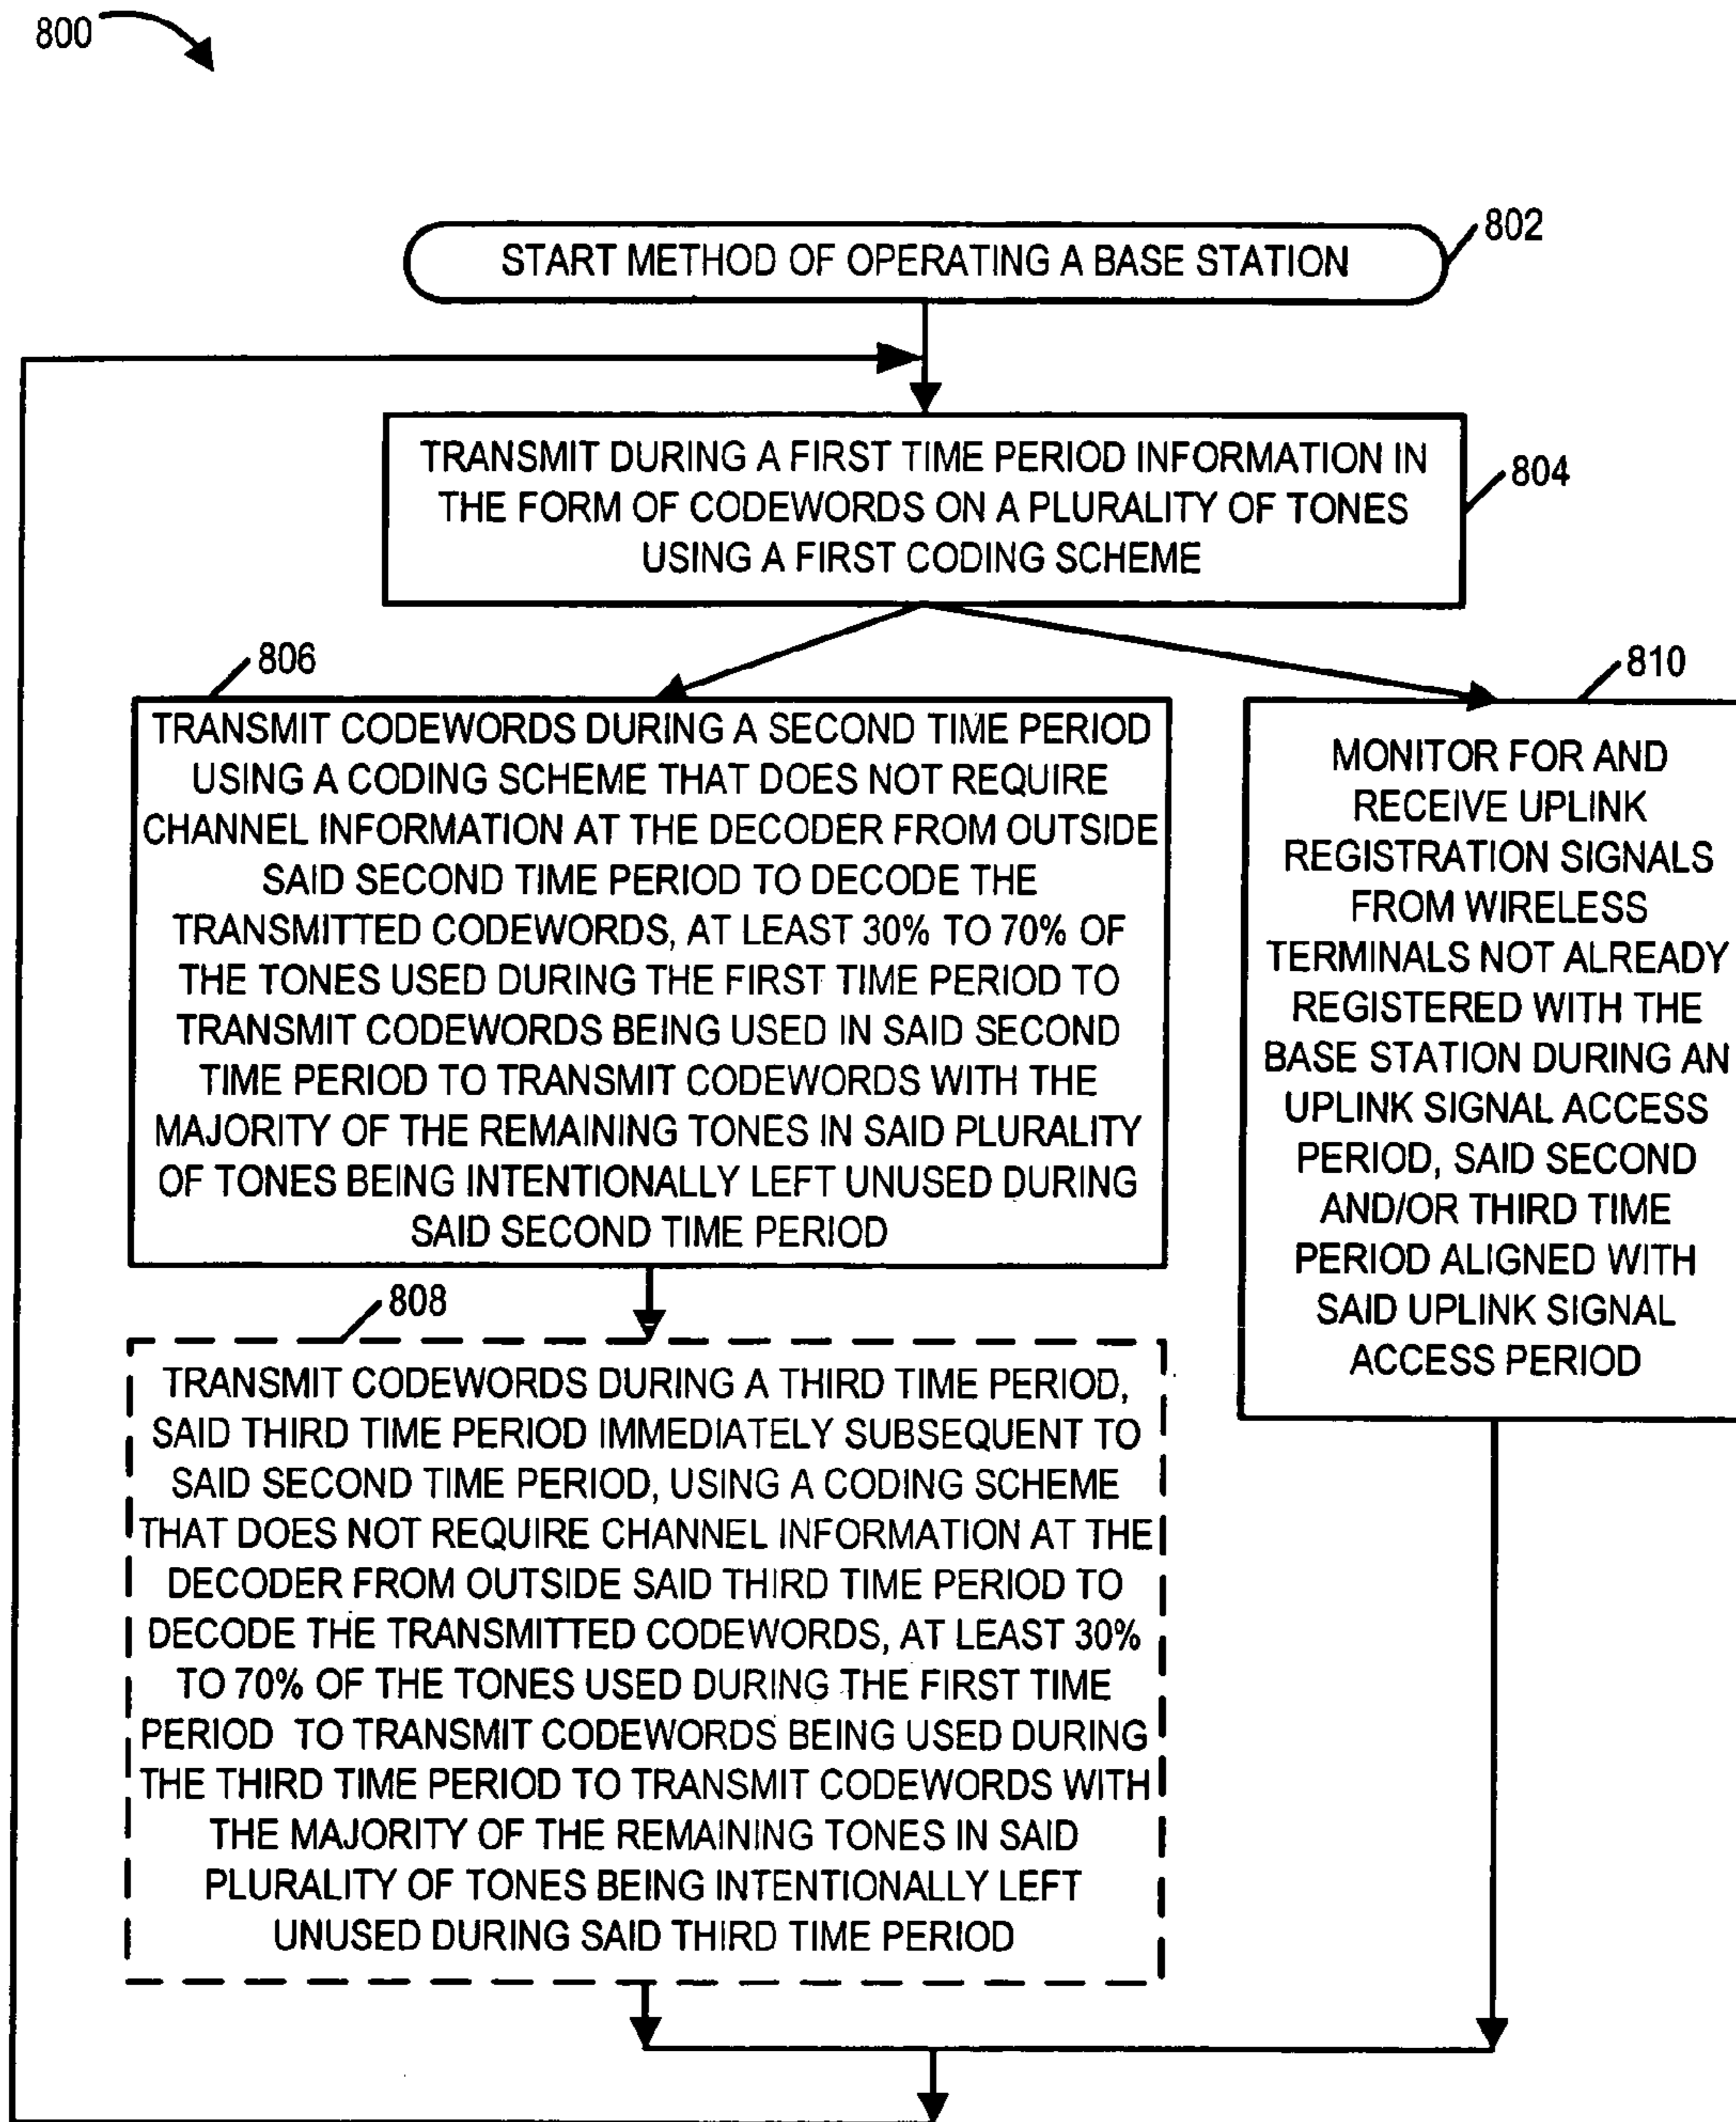 800
START METHOD OF OPERATING A BASE STATION
802
TRANSMIT DURING A FIRST TIME PERIOD INFORMATION IN
THE FORM OF CODEWORDS ON A PLURALITY OF TONES
USING A FIRST CODING SCHEME
804
806
TRANSMIT CODEWORDS DURING A SECOND TIME PERIOD
USING A CODING SCHEME THAT DOES NOT REQUIRE
CHANNEL INFORMATION AT THE DECODER FROM OUTSIDE
SAID SECOND TIME PERIOD TO DECODE THE
TRANSMITTED CODEWORDS, AT LEAST 30% TO 70% OF
THE TONES USED DURING THE FIRST TIME PERIOD TO
TRANSMIT CODEWORDS BEING USED IN SAID SECOND
TIME PERIOD TO TRANSMIT CODEWORDS WITH THE
MAJORITY OF THE REMAINING TONES IN SAID PLURALITY
OF TONES BEING INTENTIONALLY LEFT UNUSED DURING
SAID SECOND TIME PERIOD
810
MONITOR FOR AND
RECEIVE UPLINK
REGISTRATION SIGNALS
FROM WIRELESS
TERMINALS NOT ALREADY
REGISTERED WITH THE
BASE STATION DURING AN
UPLINK SIGNAL ACCESS
PERIOD, SAID SECOND
AND/OR THIRD TIME
PERIOD ALIGNED WITH
SAID UPLINK SIGNAL
ACCESS PERIOD
808
TRANSMIT CODEWORDS DURING A THIRD TIME PERIOD,
SAID THIRD TIME PERIOD IMMEDIATELY SUBSEQUENT TO
SAID SECOND TIME PERIOD, USING A CODING SCHEME
THAT DOES NOT REQUIRE CHANNEL INFORMATION AT THE
DECODER FROM OUTSIDE SAID THIRD TIME PERIOD TO
DECODE THE TRANSMITTED CODEWORDS, AT LEAST 30%
TO 70% OF THE TONES USED DURING THE FIRST TIME
PERIOD TO TRANSMIT CODEWORDS BEING USED DURING
THE THIRD TIME PERIOD TO TRANSMIT CODEWORDS WITH
THE MAJORITY OF THE REMAINING TONES IN SAID
PLURALITY OF TONES BEING INTENTIONALLY LEFT
UNUSED DURING SAID THIRD TIME PERIOD